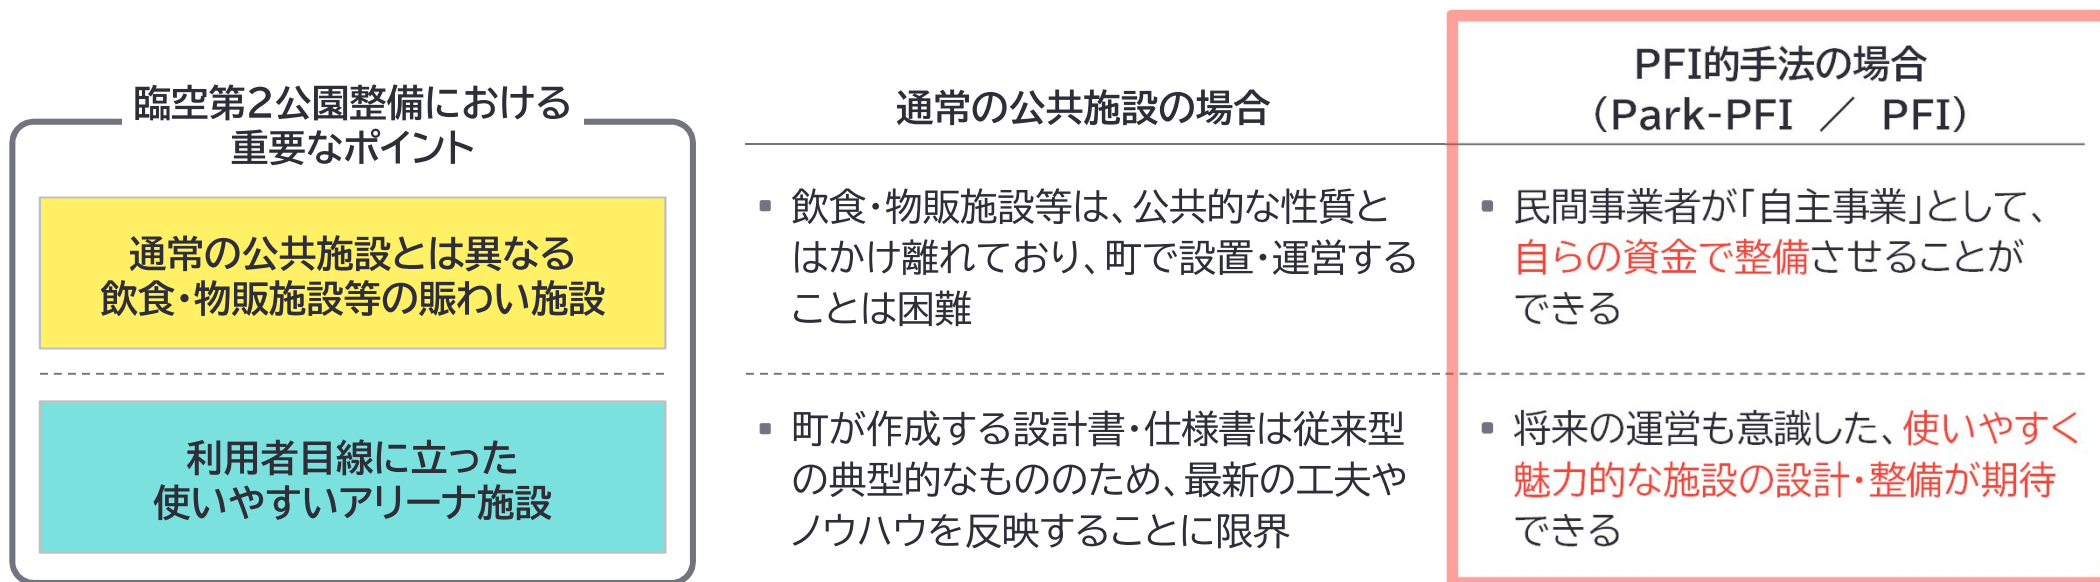 臨空第2公園整備における
重要なポイント
通常の公共施設の場合
PFI的手法の場合
（Park-PFI ／ PFI）
通常の公共施設とは異なる
飲食・物販施設等の賑わい施設
▪ 飲食・物販施設等は、公共的な性質と
はかけ離れており、町で設置・運営する
ことは困難
▪ 民間事業者が「自主事業」として、
自らの資金で整備させることが
できる
利用者目線に立った
使いやすいアリーナ施設
▪ 町が作成する設計書・仕様書は従来型
の典型的なもののため、最新の工夫や
ノウハウを反映することに限界
▪ 将来の運営も意識した、使いやすく
魅力的な施設の設計・整備が期待
できる